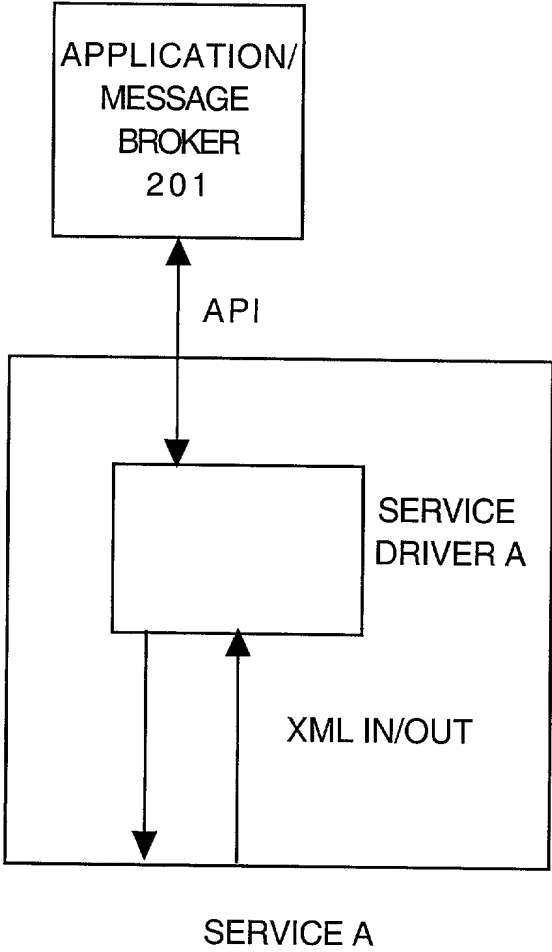 APPLICATION/
MESSAGE
BROKER
201
API
SERVICE
DRIVER A
XML IN/OUT
SERVICE A